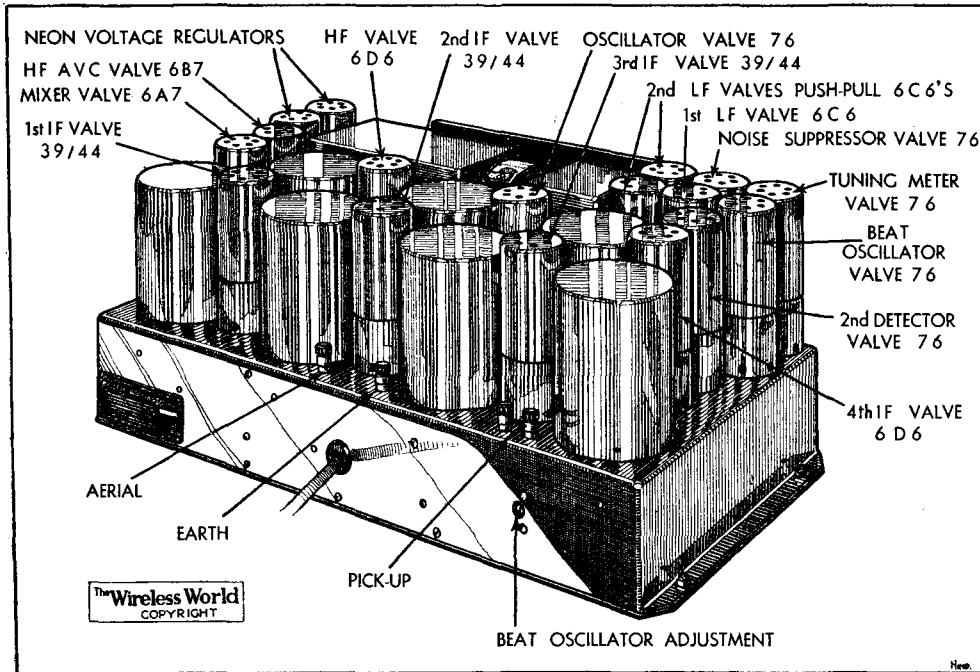 NEON VOLTAGE REGULATORS
HF AVC VALVE 6B7
MIXER VALVE 6A7
1st IF VALVE
39/44
HF VALVE
6D6
2nd IF VALVE
39/44
OSCILLATOR VALVE 76
3rd IF VALVE 39/44
2nd LF VALVES PUSH-PULL 6C6'S
1st LF VALVE 6C6
NOISE SUPPRESSOR VALVE 76
TUNING METER
VALVE 76
BEAT
OSCILLATOR
VALVE 76
2nd DETECTOR
VALVE 76
4th IF VALVE
6D6
AERIAL
EARTH
PICK-UP
BEAT OSCILLATOR ADJUSTMENT
The Wireless World
COPYRIGHT